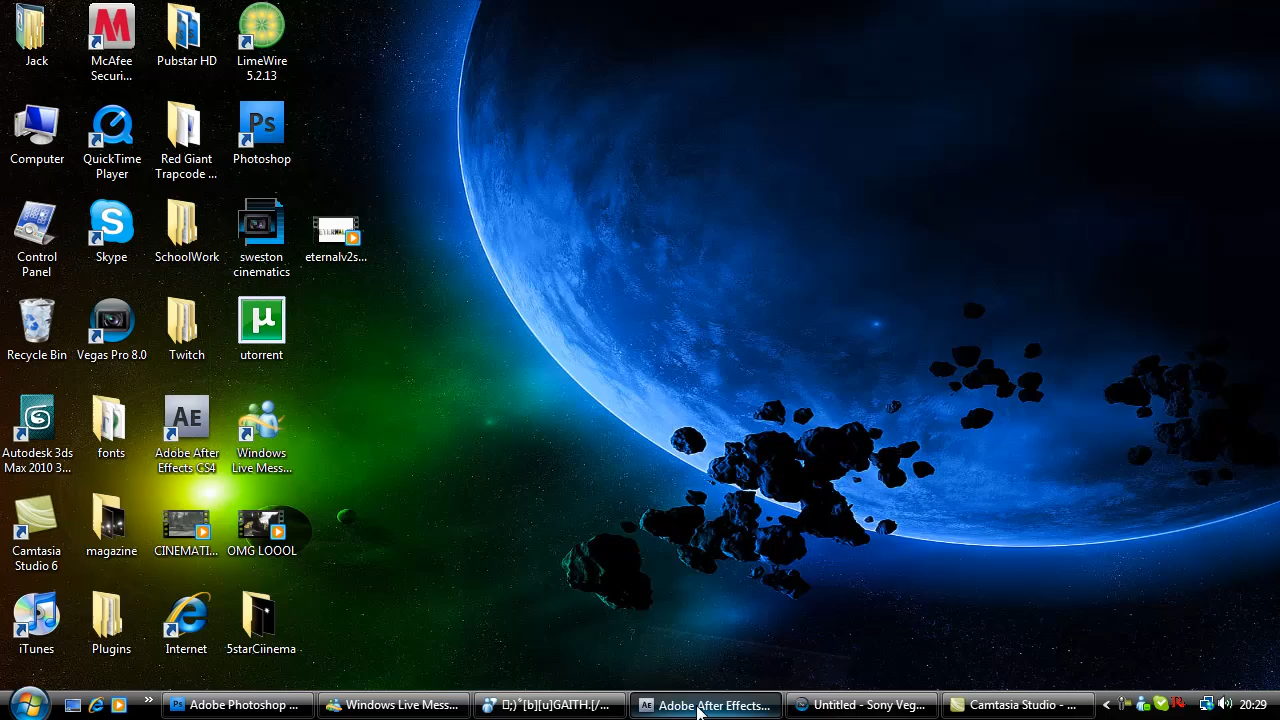 Jack
McAfee
Securi...
Pubstar HD
LimeWire
5.2.13
Computer
QuickTime
Player
Red Giant
Trapcode ...
Ps
Photoshop
Control
Panel
Skype
SchoolWork
sweston
cinematics
eternalv2s...
Recycle Bin
Vegas Pro 8.0
Twitch
utorrent
Autodesk 3ds
Max 2010 3...
fonts
AE
Adobe After
Effects CS4
Windows
Live Mess...
Camtasia
Studio 6
magazine
CINEMATI...
OMG LOOOL
iTunes
Plugins
Internet
5starCiinema
Adobe Photoshop ...
Windows Live Mess...
;)*[b][u]GAITH.[/...
Adobe After Effects...
Untitled - Sony Veg...
Camtasia Studio - ...
20:29